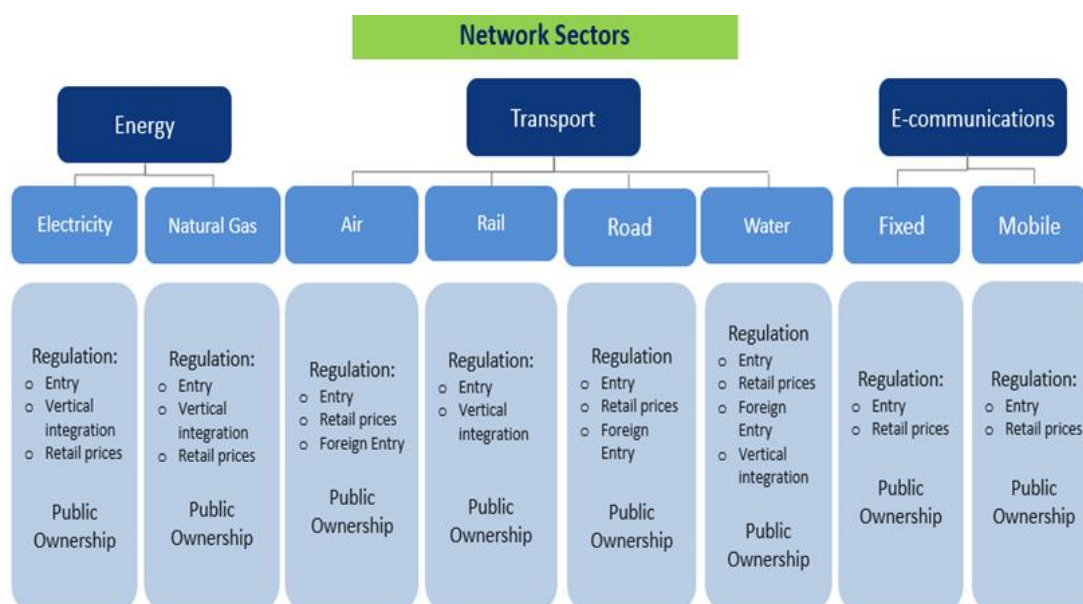 Network Sectors
Energy
Transport
E-communications
Electricity
Natural Gas
Air
Rail
Road
Water
Fixed
Mobile
Regulation:
o Entry
o Vertical
integration
o Retail prices
Public
Ownership
Regulation:
o Entry
o Vertical
integration
o Retail prices
Public
Ownership
Regulation:
o Entry
o Retail prices
o Foreign Entry
Public
Ownership
Regulation:
o Entry
o Vertical
integration
Public
Ownership
Regulation
o Entry
o Retail prices
o Foreign
Entry
Public
Ownership
Regulation
o Entry
o Retail prices
o Foreign
Entry
o Vertical
integration
Public
Ownership
Regulation:
o Entry
o Retail prices
Public
Ownership
Regulation:
o Entry
o Retail prices
Public
Ownership